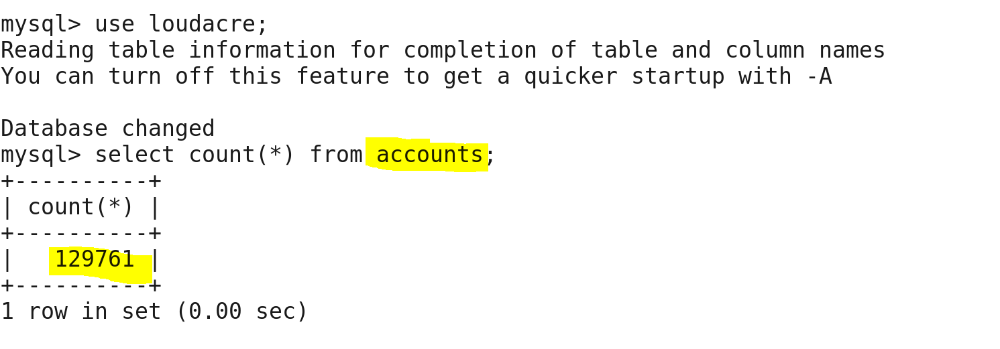 mysql> use loudacre;
Reading table information for completion of table and column names
You can turn off this feature to get a quicker startup with -A
Database changed
mysql> select count(*) from accounts;
+----------+
| count(*) |
+----------+
|   129761 |
+----------+
1 row in set (0.00 sec)